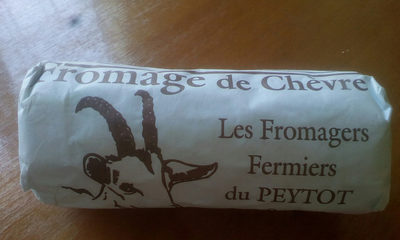 Fromage de Chèvre
Les Fromagers
Fermiers
du PEYTOT